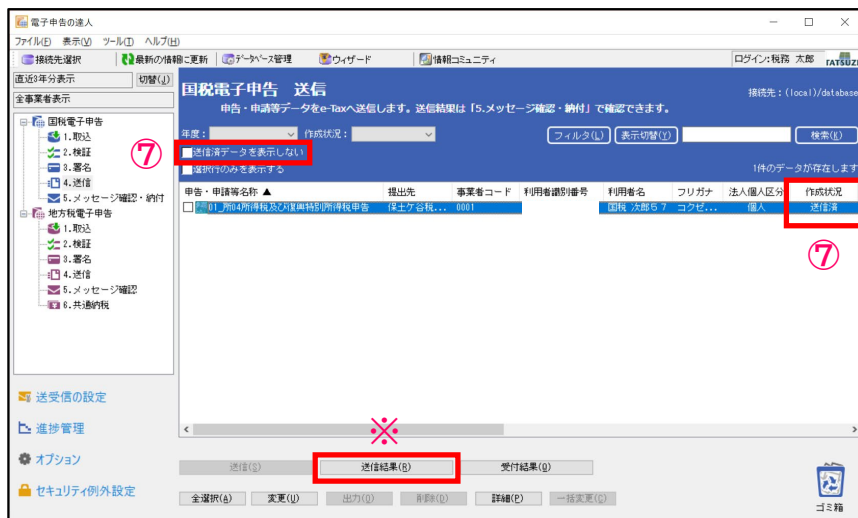 電子申告の達人
ファイル(F) 表示(V) ツール(T) ヘルプ(H)
接続先選択 最新の情報に更新 データベース管理 ウィザード 情報コミュニティ ログイン:税務 太郎 TATSUZIN
直近3年分表示 切替(J)
全事業者表示
国税電子申告
1.取込
2.検証
3.署名
4.送信
5.メッセージ確認・納付
地方税電子申告
1.取込
2.検証
3.署名
4.送信
5.メッセージ確認
6.共通納税
送受信の設定
進捗管理
オプション
セキュリティ例外設定
国税電子申告 送信
接続先:(local)/database
申告・申請等データをe-Taxへ送信します。送信結果は「5.メッセージ確認・納付」で確認できます。
年度: 作成状況: フィルタ(L) 表示切替(Y) 検索(K)
⑦ 送信済データを表示しない
選択行のみを表示する 1件のデータが存在します
申告・申請等名称 ▲ 提出先 事業者コード 利用者識別番号 利用者名 フリガナ 法人個人区分 作成状況
01_所04所得税及び復興特別所得税申告 保土ケ谷税... 0001 国税 次郎57 コクゼ... 個人 送信済
⑦
※
送信(S) 送信結果(R) 受付結果(Q)
全選択(A) 変更(U) 出力(O) 削除(D) 詳細(P) 一括変更(C)
ゴミ箱